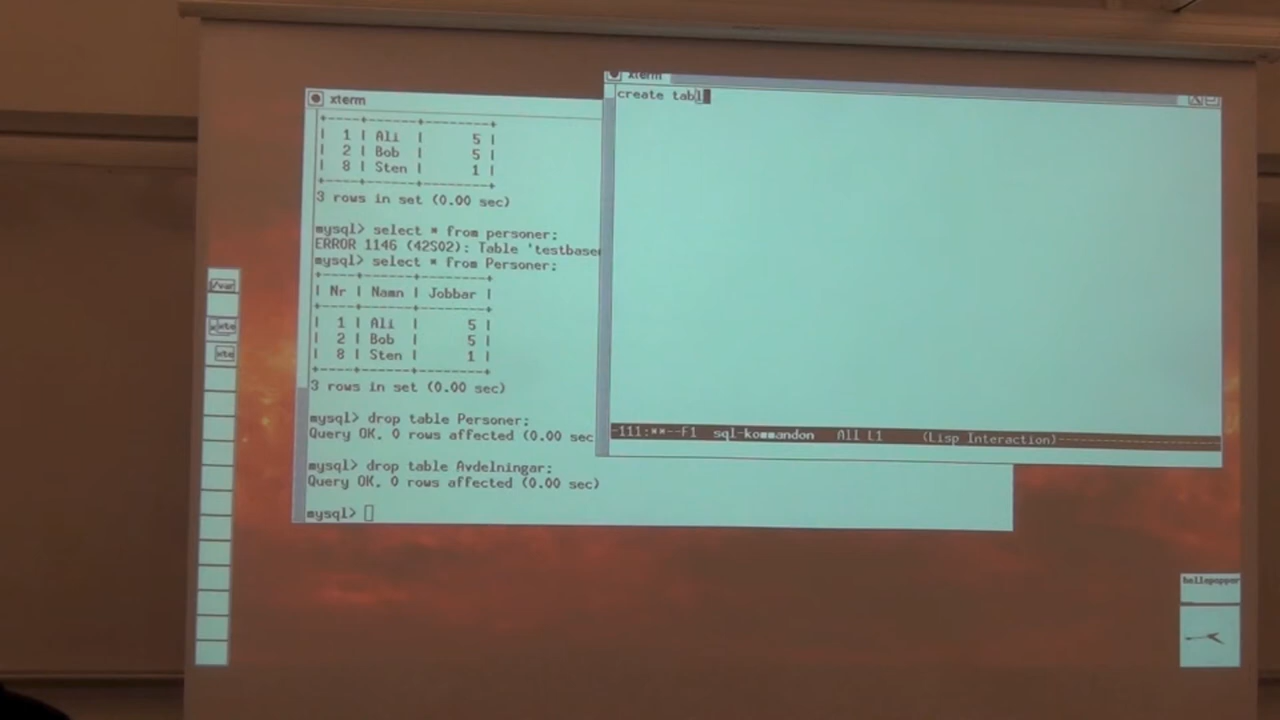 xterm
+----+------+--------+
| 1 | Ali | 5 |
| 2 | Bob | 5 |
| 8 | Sten | 1 |
+----+------+--------+
3 rows in set (0.00 sec)
mysql> select * from personer;
ERROR 1146 (42S02): Table 'testbase
mysql> select * from Personer;
+----+------+--------+
| Nr | Namn | Jobbar |
+----+------+--------+
| 1 | Ali | 5 |
| 2 | Bob | 5 |
| 8 | Sten | 1 |
+----+------+--------+
3 rows in set (0.00 sec)
mysql> drop table Personer;
Query OK, 0 rows affected (0.00 sec
mysql> drop table Avdelningar;
Query OK, 0 rows affected (0.00 sec)
mysql>
xterm
create tabl
-111:**--F1 sql-kommandon All L1 (Lisp Interaction)
/var
xte
xte